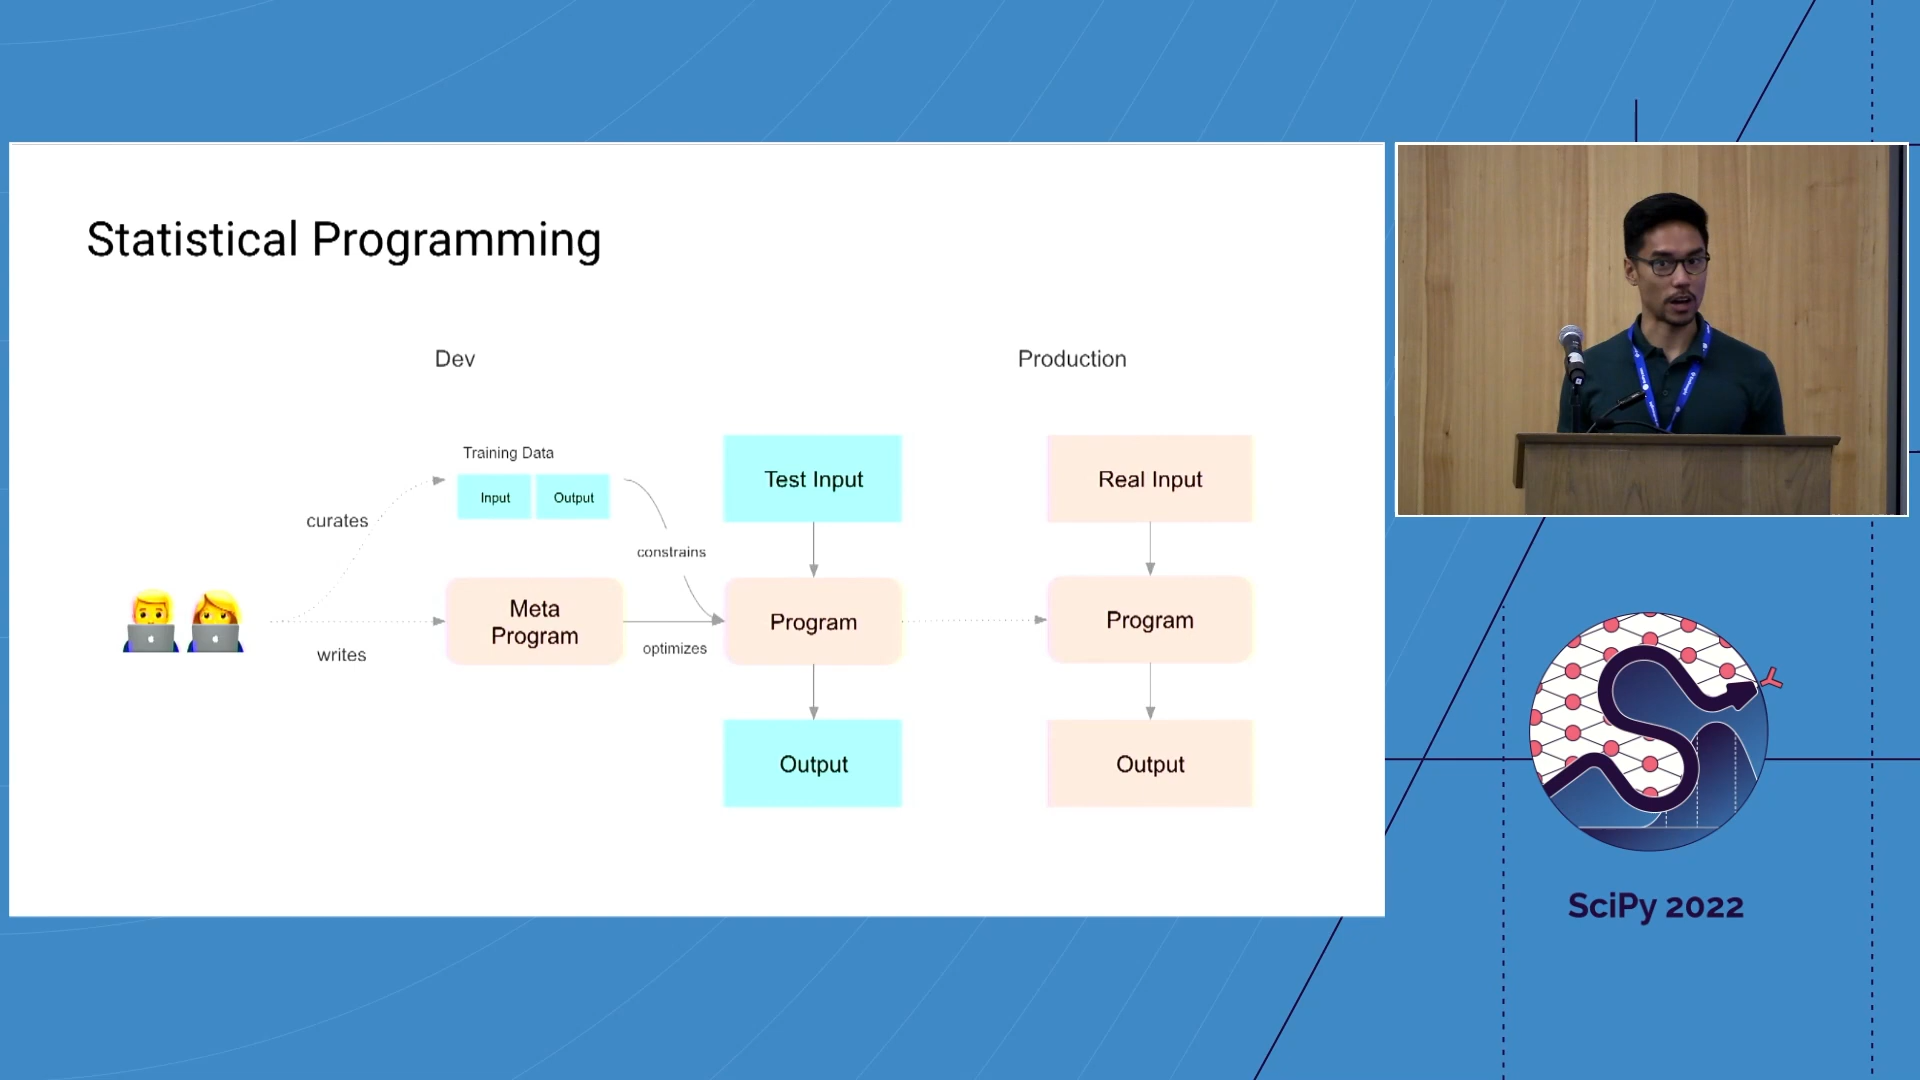 Statistical Programming
Dev
Production
Training Data
Input
Output
curates
constrains
writes
Meta
Program
optimizes
Test Input
Program
Output
Real Input
Program
Output
SciPy 2022